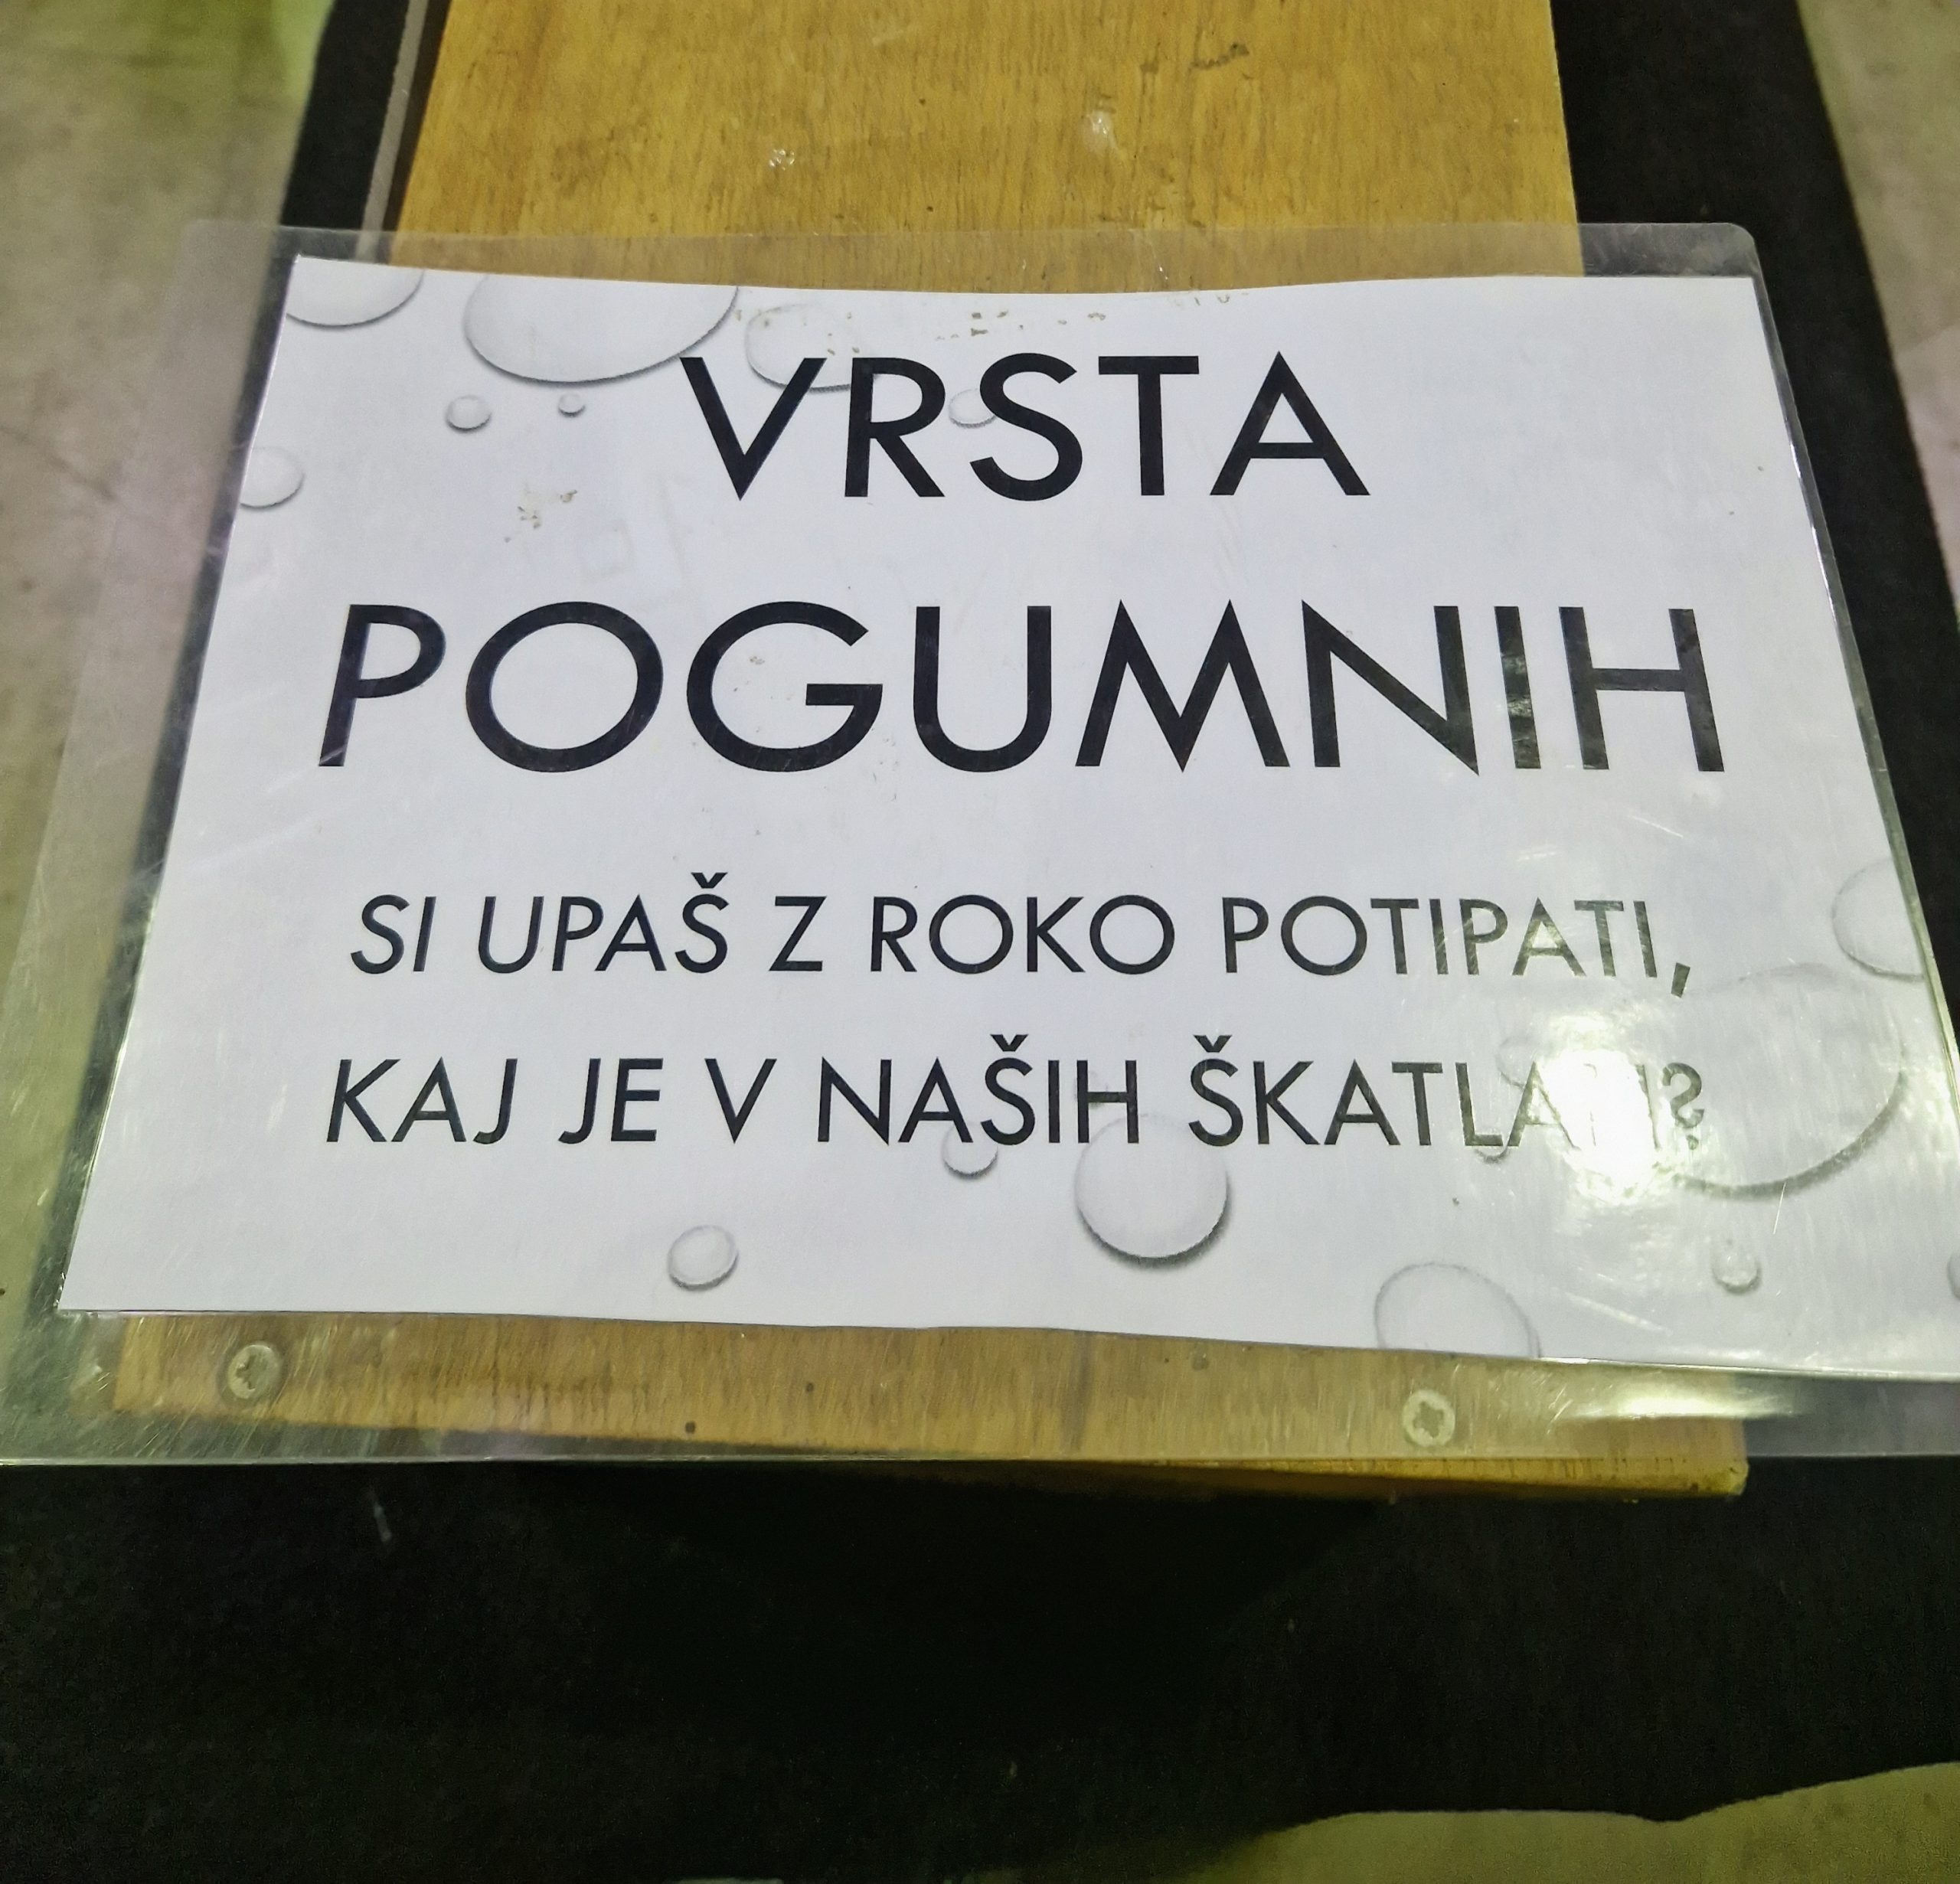 VRSTA
POGUMNIH
SI UPAŠ Z ROKO POTIPATI,
KAJ JE V NAŠIH ŠKATLAH?